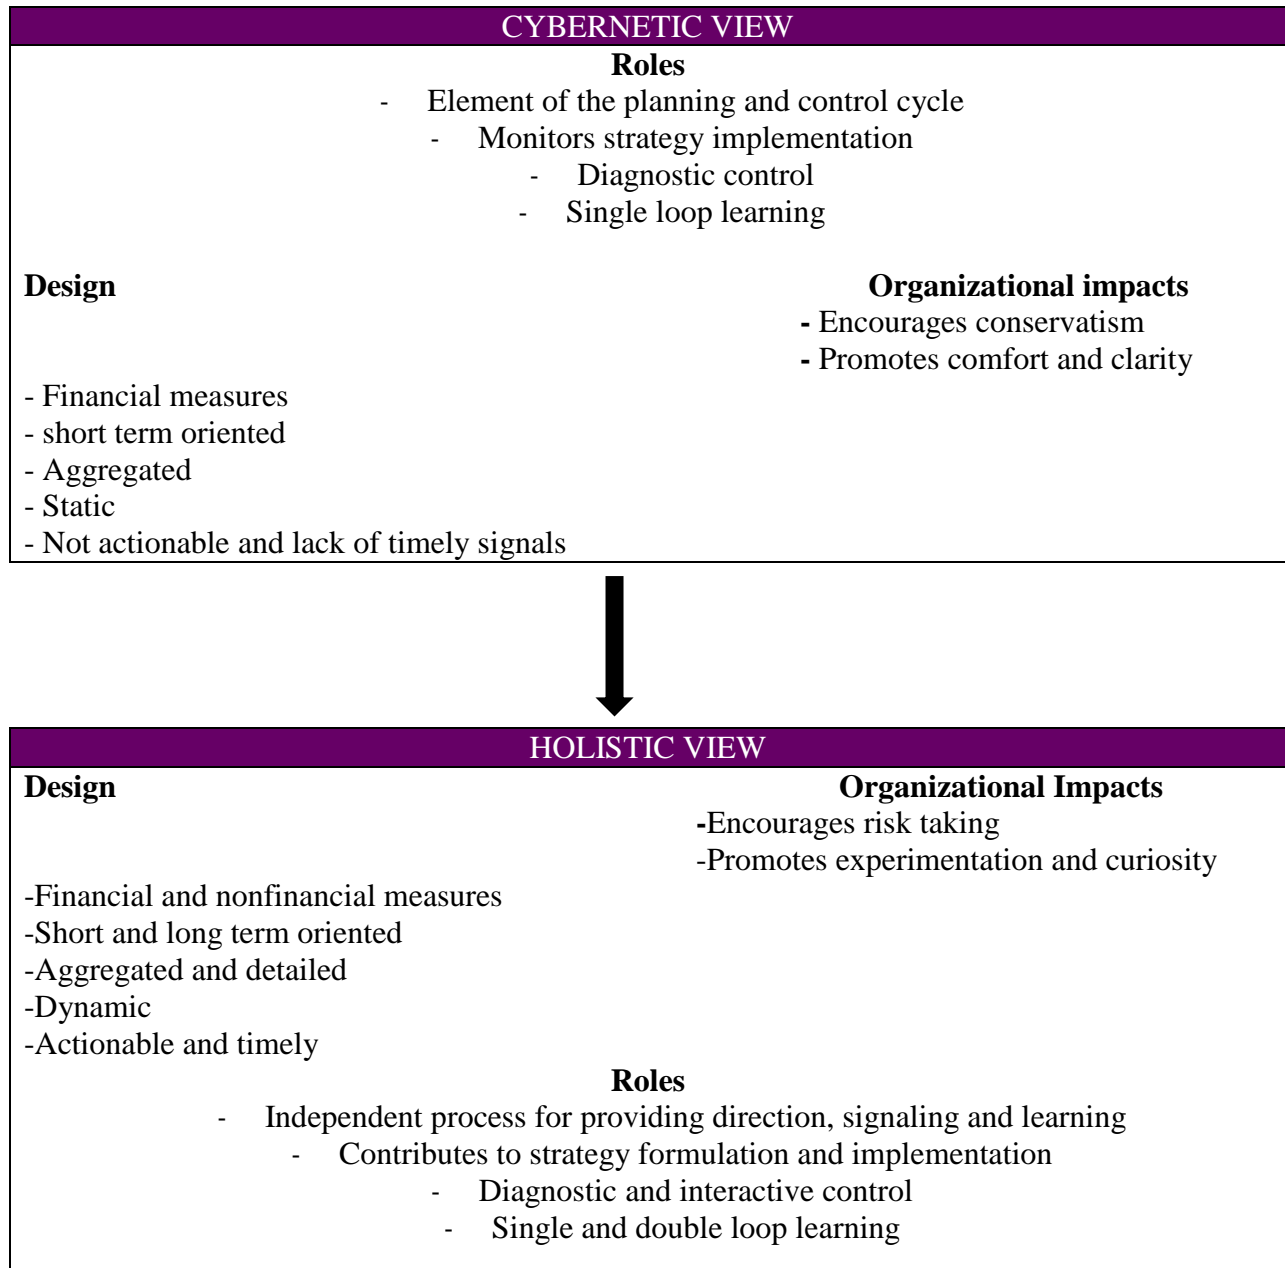 CYBERNETIC VIEW
Roles
- Element of the planning and control cycle
- Monitors strategy implementation
- Diagnostic control
- Single loop learning
Design
Organizational impacts
- Encourages conservatism
- Promotes comfort and clarity
- Financial measures
- short term oriented
- Aggregated
- Static
- Not actionable and lack of timely signals
HOLISTIC VIEW
Design
Organizational Impacts
-Encourages risk taking
-Promotes experimentation and curiosity
-Financial and nonfinancial measures
-Short and long term oriented
-Aggregated and detailed
-Dynamic
-Actionable and timely
Roles
- Independent process for providing direction, signaling and learning
- Contributes to strategy formulation and implementation
- Diagnostic and interactive control
- Single and double loop learning